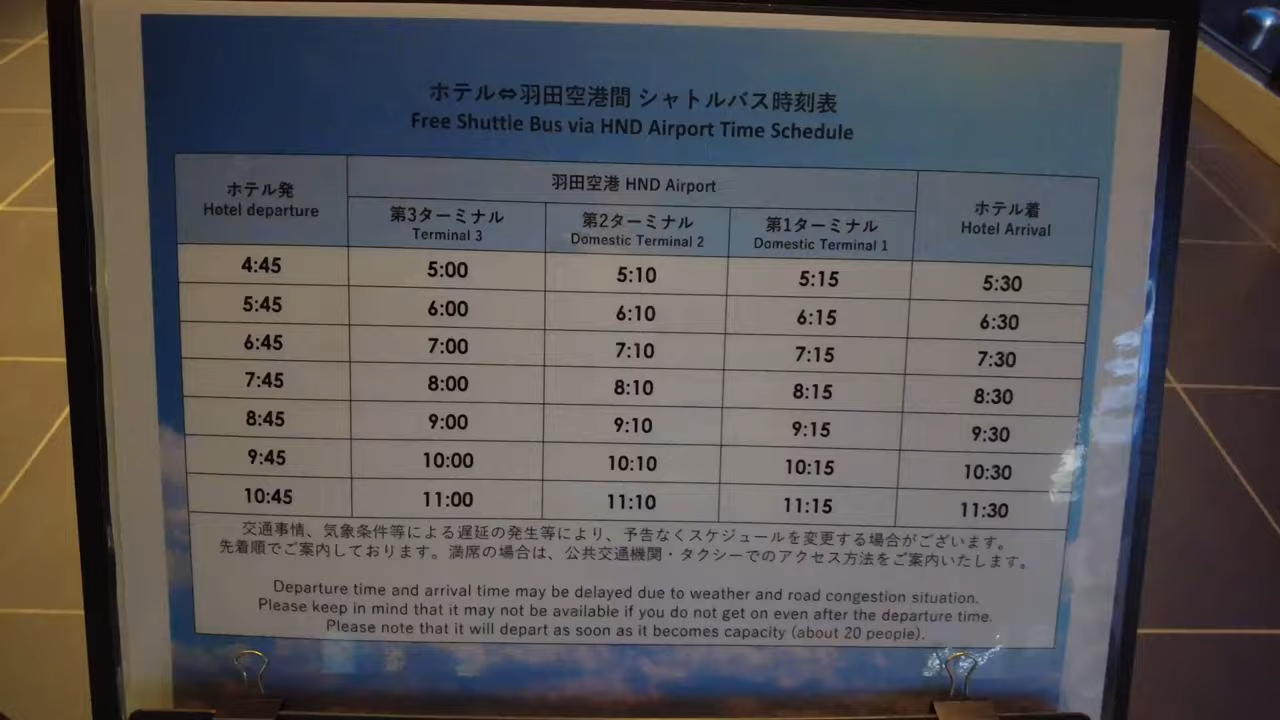 ホテル⇔羽田空港間 シャトルバス時刻表
Free Shuttle Bus via HND Airport Time Schedule
ホテル発
Hotel departure
羽田空港 HND Airport
第3ターミナル
Terminal 3
第2ターミナル
Domestic Terminal 2
第1ターミナル
Domestic Terminal 1
ホテル着
Hotel Arrival
4:45 5:00 5:10 5:15 5:30
5:45 6:00 6:10 6:15 6:30
6:45 7:00 7:10 7:15 7:30
7:45 8:00 8:10 8:15 8:30
8:45 9:00 9:10 9:15 9:30
9:45 10:00 10:10 10:15 10:30
10:45 11:00 11:10 11:15 11:30
交通事情、気象条件等による遅延の発生等により、予告なくスケジュールを変更する場合がございます。
先着順でご案内しております。満席の場合は、公共交通機関・タクシーでのアクセス方法をご案内いたします。
Departure time and arrival time may be delayed due to weather and road congestion situation.
Please keep in mind that it may not be available if you do not get on even after the departure time.
Please note that it will depart as soon as it becomes capacity (about 20 people).